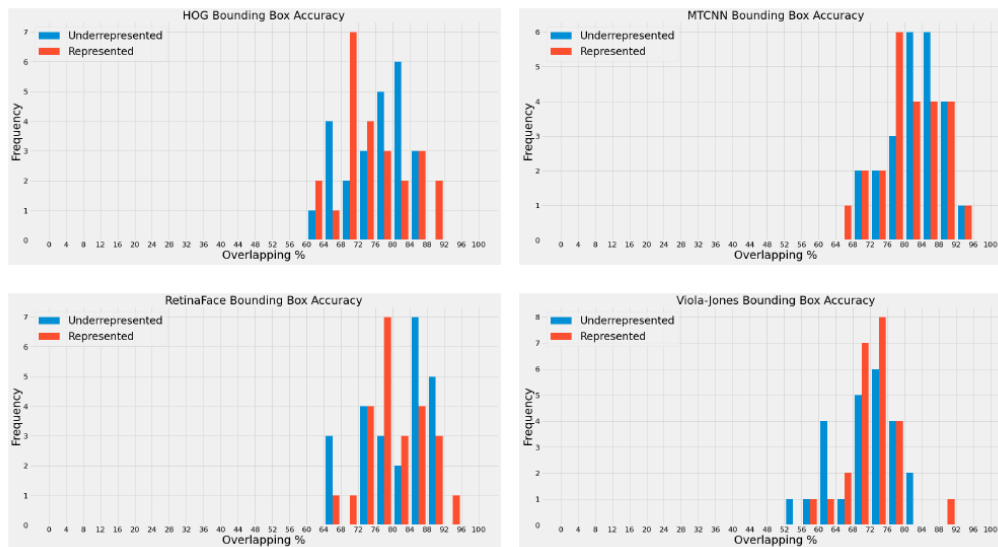 HOG Bounding Box Accuracy
7
6
5
4
3
2
1
0
Frequency
Underrepresented
Represented
0 4 8 12 16 20 24 28 32 36 40 44 48 52 56 60 64 68 72 76 80 84 88 92 96 100
Overlapping %
MTCNN Bounding Box Accuracy
6
5
4
3
2
1
0
Frequency
Underrepresented
Represented
0 4 8 12 16 20 24 28 32 36 40 44 48 52 56 60 64 68 72 76 80 84 88 92 96 100
Overlapping %
RetinaFace Bounding Box Accuracy
7
6
5
4
3
2
1
0
Frequency
Underrepresented
Represented
0 4 8 12 16 20 24 28 32 36 40 44 48 52 56 60 64 68 72 76 80 84 88 92 96 100
Overlapping %
Viola-Jones Bounding Box Accuracy
8
7
6
5
4
3
2
1
0
Frequency
Underrepresented
Represented
0 4 8 12 16 20 24 28 32 36 40 44 48 52 56 60 64 68 72 76 80 84 88 92 96 100
Overlapping %